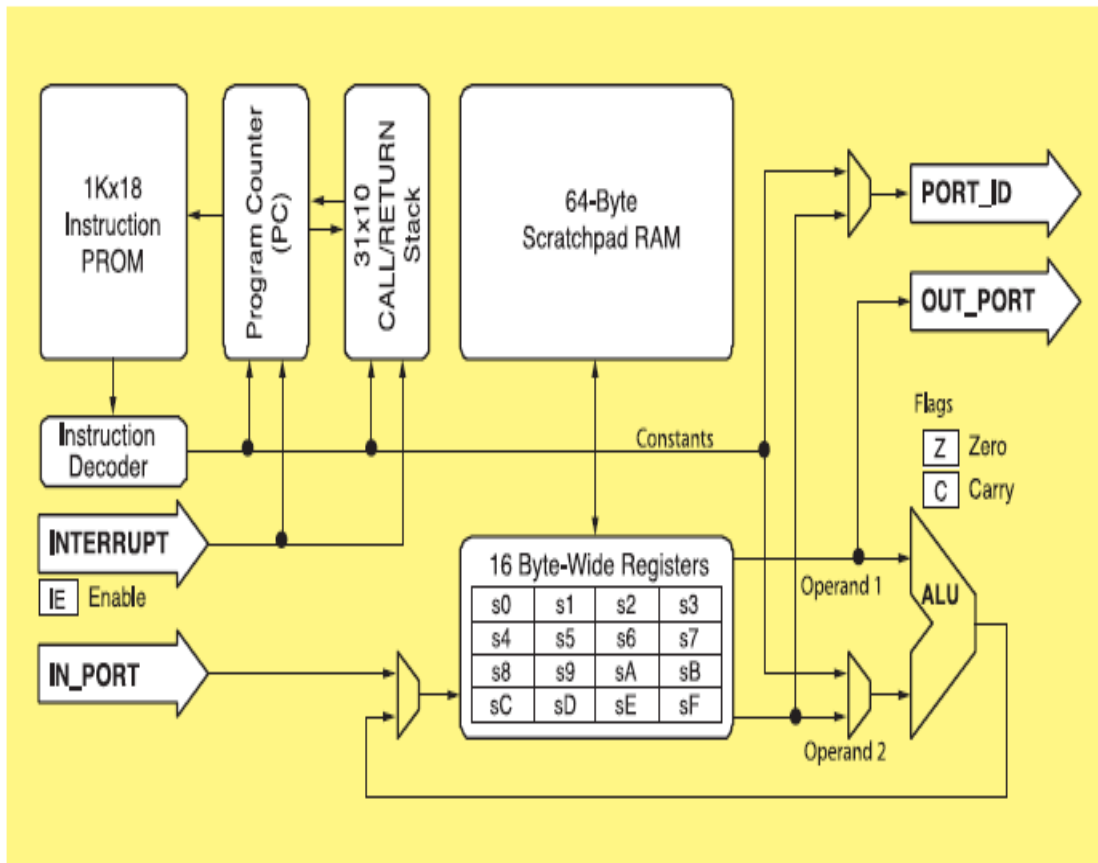 1Kx18
Instruction
PROM
Program Counter
(PC)
31x10
CALL/RETURN
Stack
64-Byte
Scratchpad RAM
PORT_ID
OUT_PORT
Instruction
Decoder
Constants
Flags
Z Zero
C Carry
INTERRUPT
IE Enable
IN_PORT
16 Byte-Wide Registers
s0 s1 s2 s3
s4 s5 s6 s7
s8 s9 sA sB
sC sD sE sF
Operand 1
ALU
Operand 2